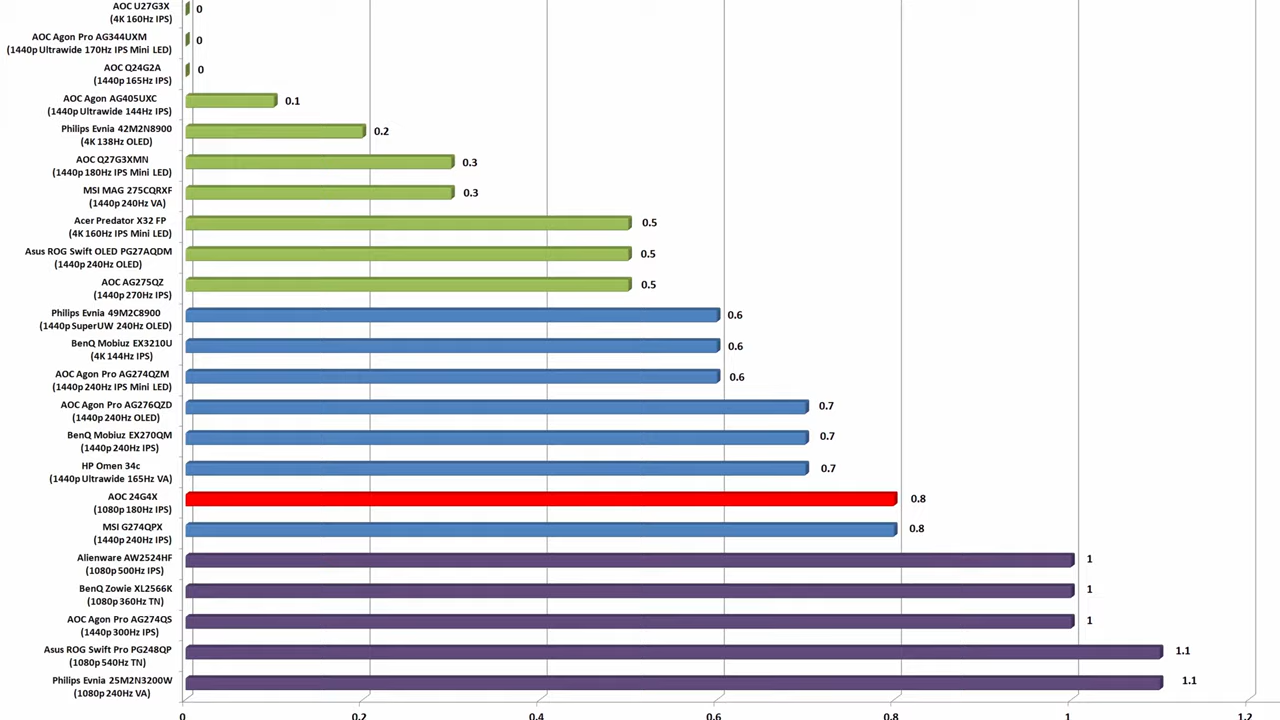 AOC U27G3X
(4K 160Hz IPS)
0
AOC Agon Pro AG344UXM
(1440p Ultrawide 170Hz IPS Mini LED)
0
AOC Q24G2A
(1440p 165Hz IPS)
0
AOC Agon AG405UXC
(1440p Ultrawide 144Hz IPS)
0.1
Philips Evnia 42M2N8900
(4K 138Hz OLED)
0.2
AOC Q27G3XMN
(1440p 180Hz IPS Mini LED)
0.3
MSI MAG 275CQRXF
(1440p 240Hz VA)
0.3
Acer Predator X32 FP
(4K 160Hz IPS Mini LED)
0.5
Asus ROG Swift OLED PG27AQDM
(1440p 240Hz OLED)
0.5
AOC AG275QZ
(1440p 270Hz IPS)
0.5
Philips Evnia 49M2C8900
(1440p SuperUW 240Hz OLED)
0.6
BenQ Mobiuz EX3210U
(4K 144Hz IPS)
0.6
AOC Agon Pro AG274QZM
(1440p 240Hz IPS Mini LED)
0.6
AOC Agon Pro AG276QZD
(1440p 240Hz OLED)
0.7
BenQ Mobiuz EX270QM
(1440p 240Hz IPS)
0.7
HP Omen 34c
(1440p Ultrawide 165Hz VA)
0.7
AOC 24G4X
(1080p 180Hz IPS)
0.8
MSI G274QPX
(1440p 240Hz IPS)
0.8
Alienware AW2524HF
(1080p 500Hz IPS)
1
BenQ Zowie XL2566K
(1080p 360Hz TN)
1
AOC Agon Pro AG274QS
(1440p 300Hz IPS)
1
Asus ROG Swift Pro PG248QP
(1080p 540Hz TN)
1.1
Philips Evnia 25M2N3200W
(1080p 240Hz VA)
1.1
0 0.2 0.4 0.6 0.8 1 1.2